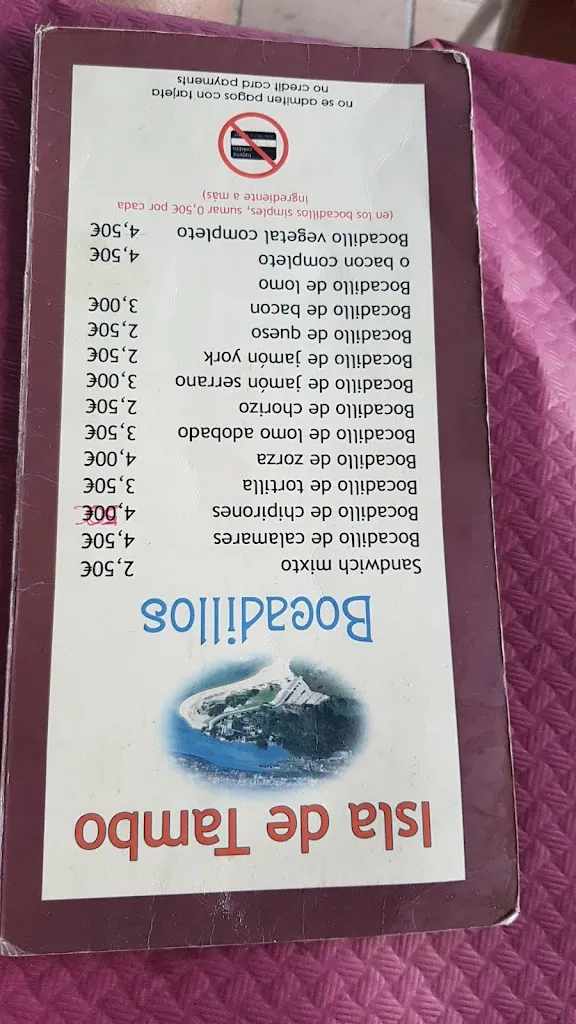 Isla de Tambo
Bocadillos
Sandwich mixto 2,50€
Bocadillo de calamares 4,50€
Bocadillo de chipirones 4,00€
Bocadillo de tortilla 3,50€
Bocadillo de zorza 4,00€
Bocadillo de lomo adobado 3,50€
Bocadillo de chorizo 2,50€
Bocadillo de jamón serrano 3,00€
Bocadillo de jamón york 2,50€
Bocadillo de queso 2,50€
Bocadillo de bacon 3,00€
Bocadillo de lomo
o bacon completo 4,50€
Bocadillo vegetal completo 4,50€
(en los bocadillos simples, sumar 0,50€ por cada
ingrediente a más)
no se admiten pagos con tarjeta
no credit card payments